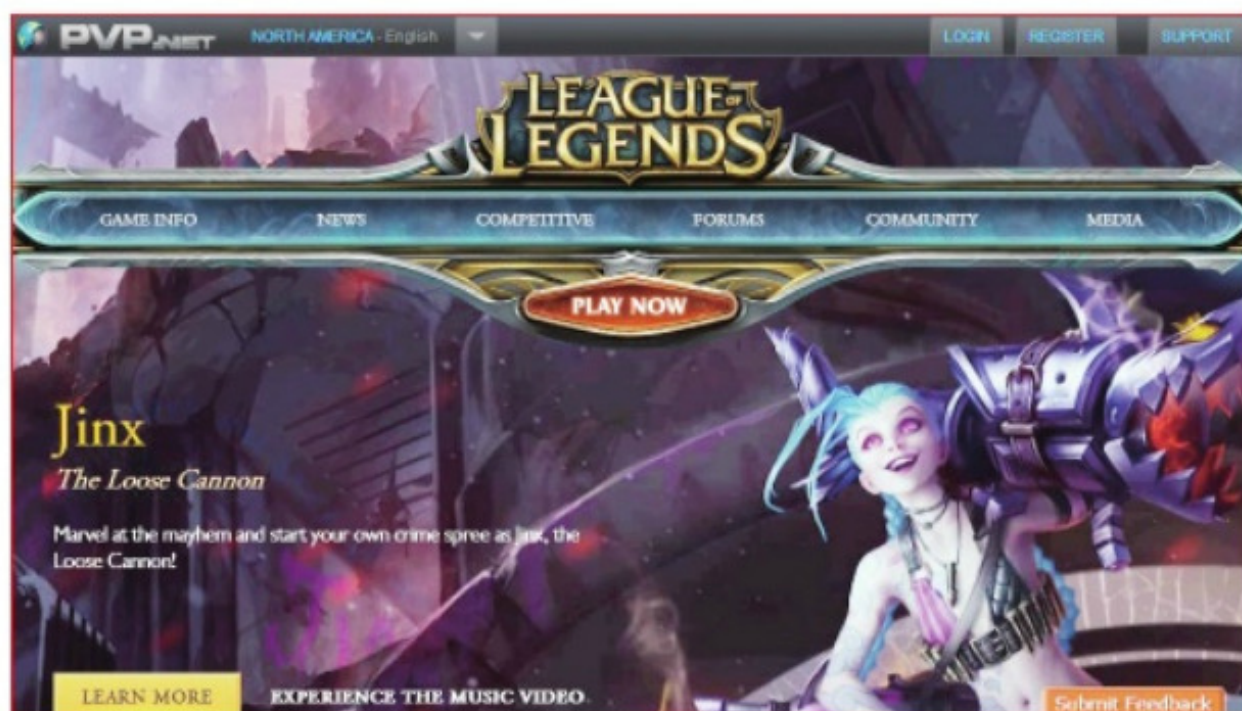 PVP.NET NORTH AMERICA - English LOGIN REGISTER SUPPORT
LEAGUE OF
LEGENDS
GAME INFO NEWS COMPETITIVE FORUMS COMMUNITY MEDIA
PLAY NOW
Jinx
The Loose Cannon
Marvel at the mayhem and start your own crime spree as Jinx, the
Loose Cannon!
LEARN MORE EXPERIENCE THE MUSIC VIDEO Submit Feedback